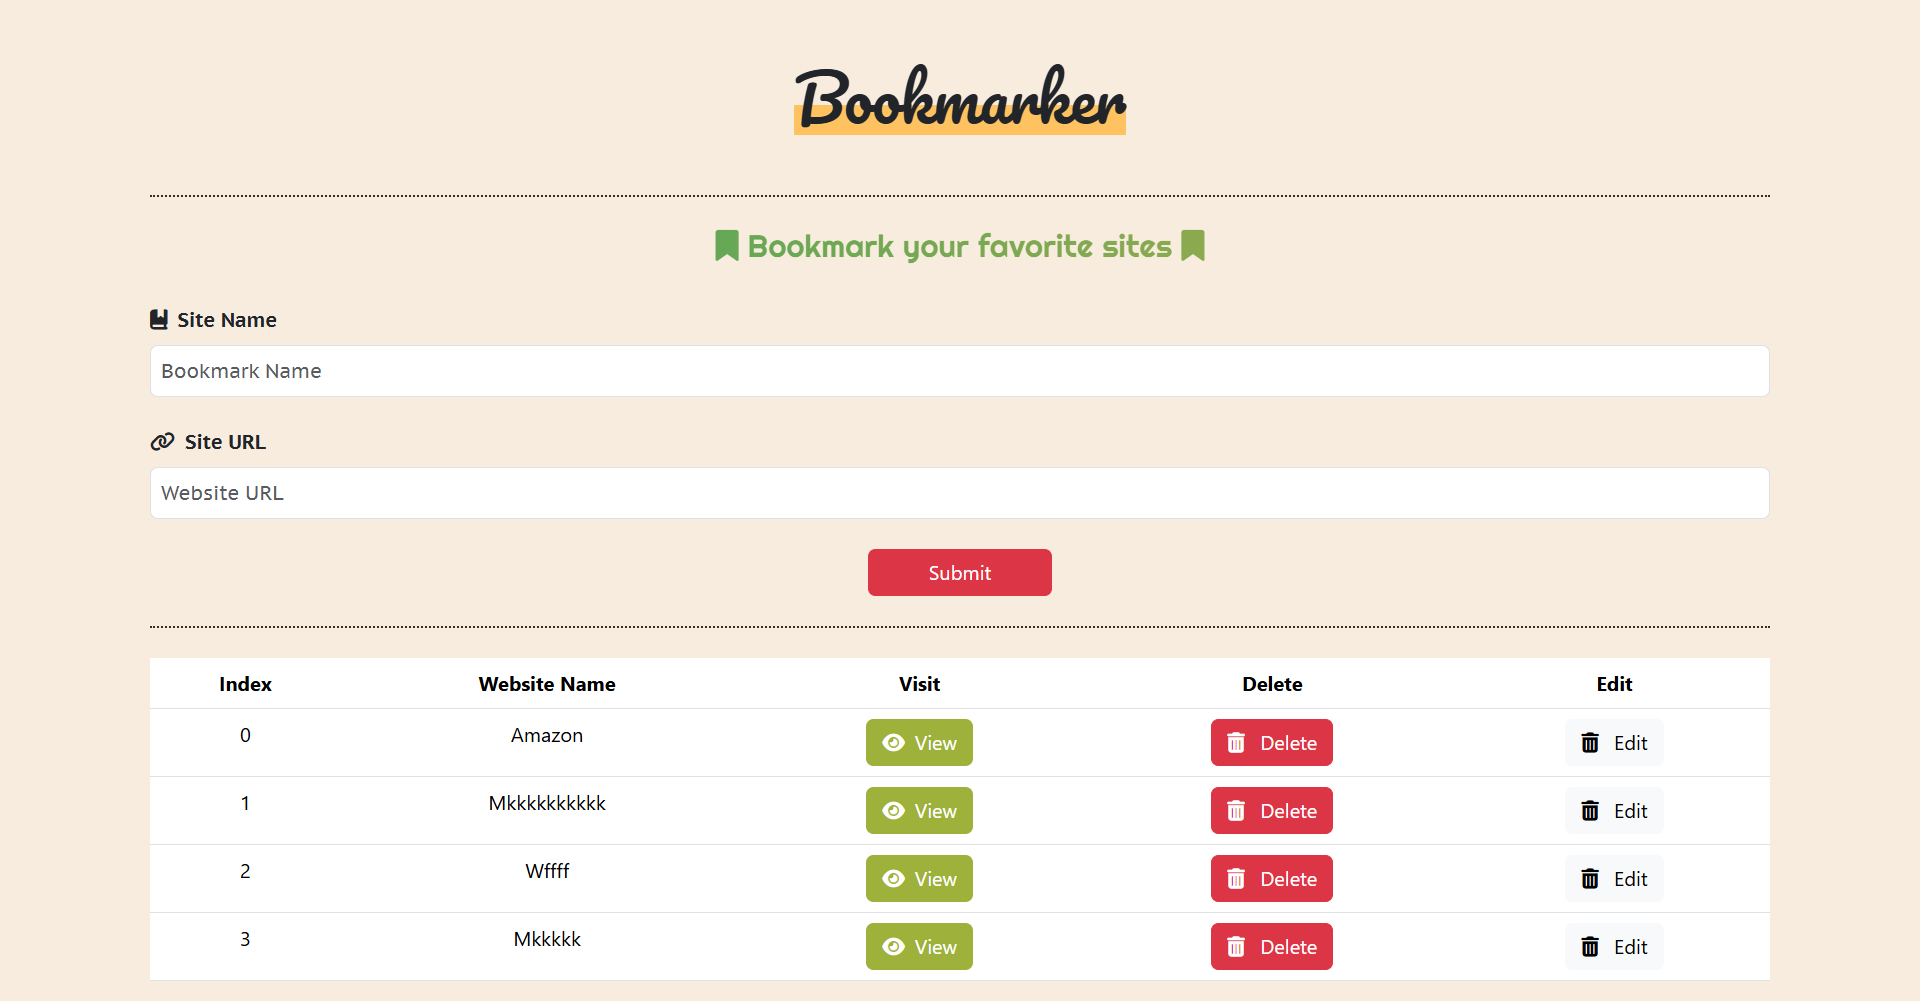 Bookmarker
Bookmark your favorite sites
Site Name
Bookmark Name
Site URL
Website URL
Submit
Index Website Name Visit Delete Edit
0 Amazon View Delete Edit
1 Mkkkkkkkkkk View Delete Edit
2 Wffff View Delete Edit
3 Mkkkkk View Delete Edit